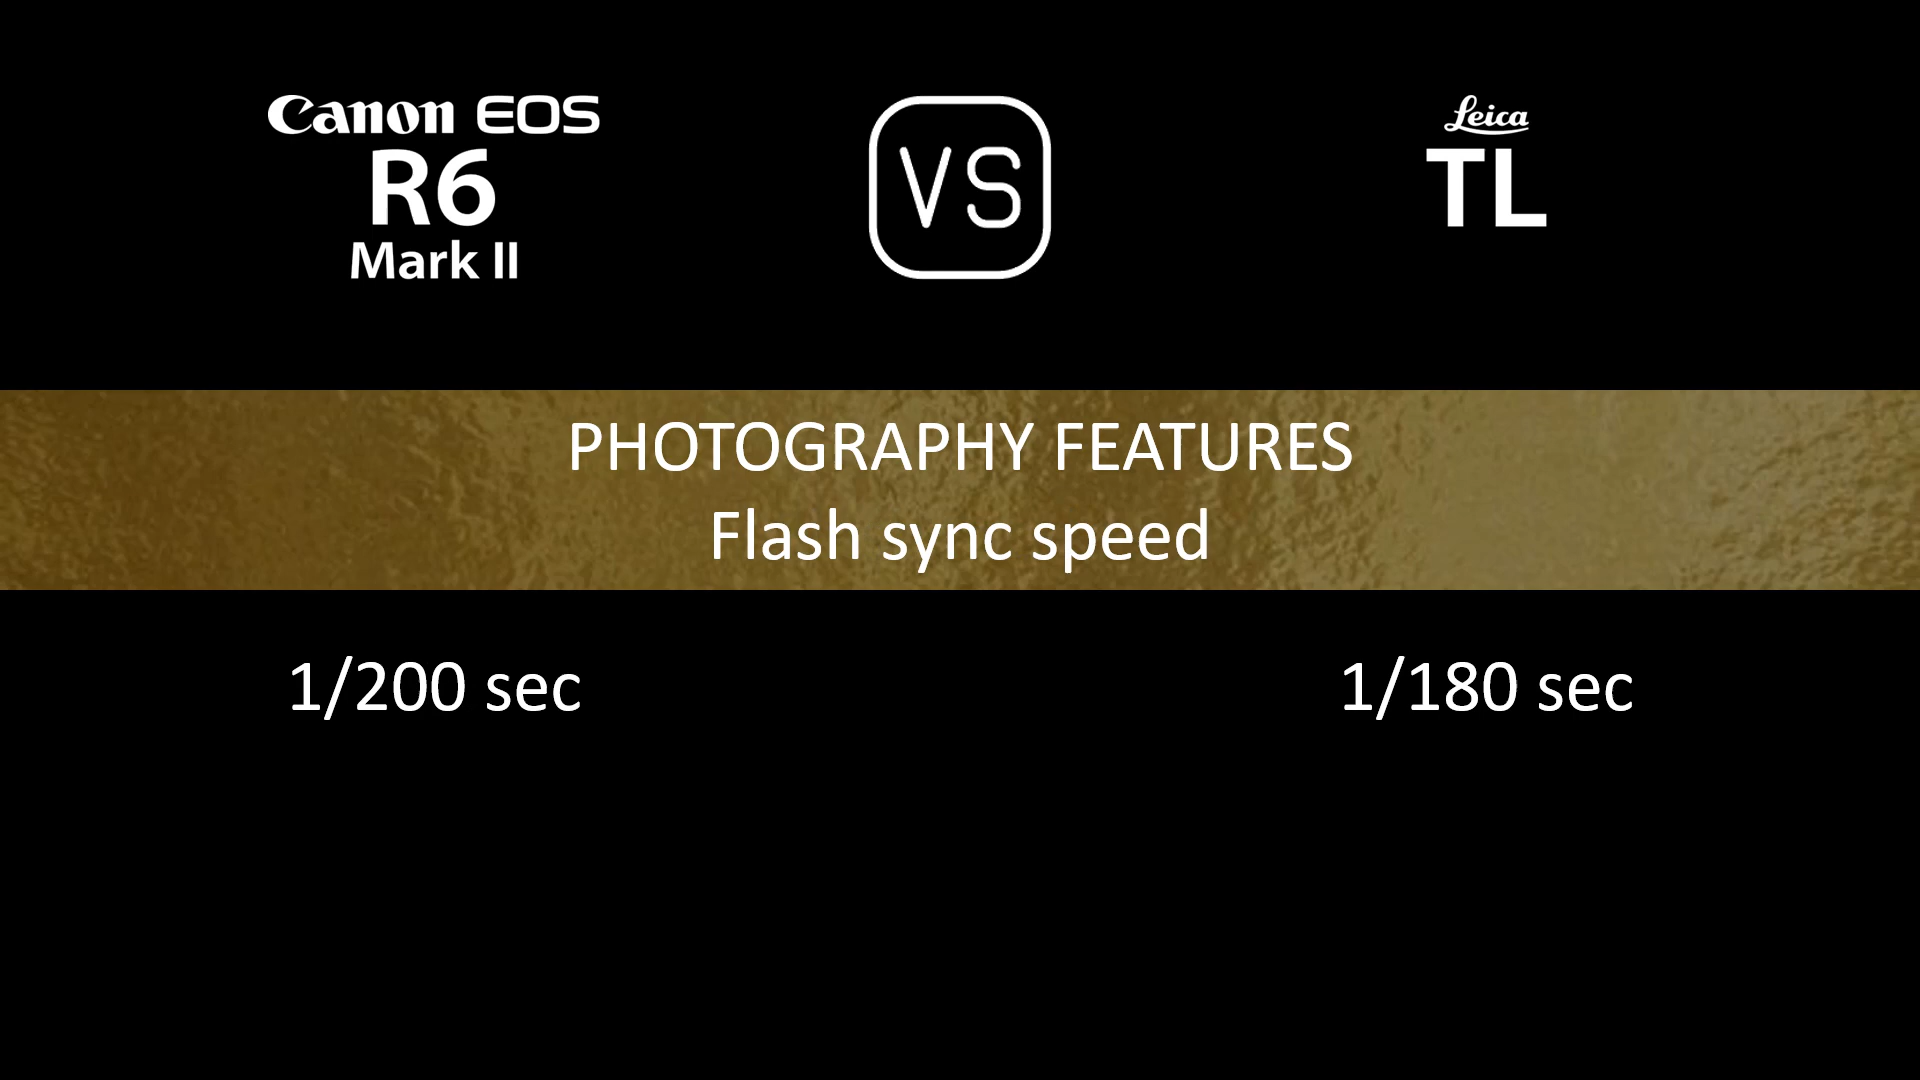 Canon EOS
R6
Mark II
VS
Leica
TL
PHOTOGRAPHY FEATURES
Flash sync speed
1/200 sec
1/180 sec